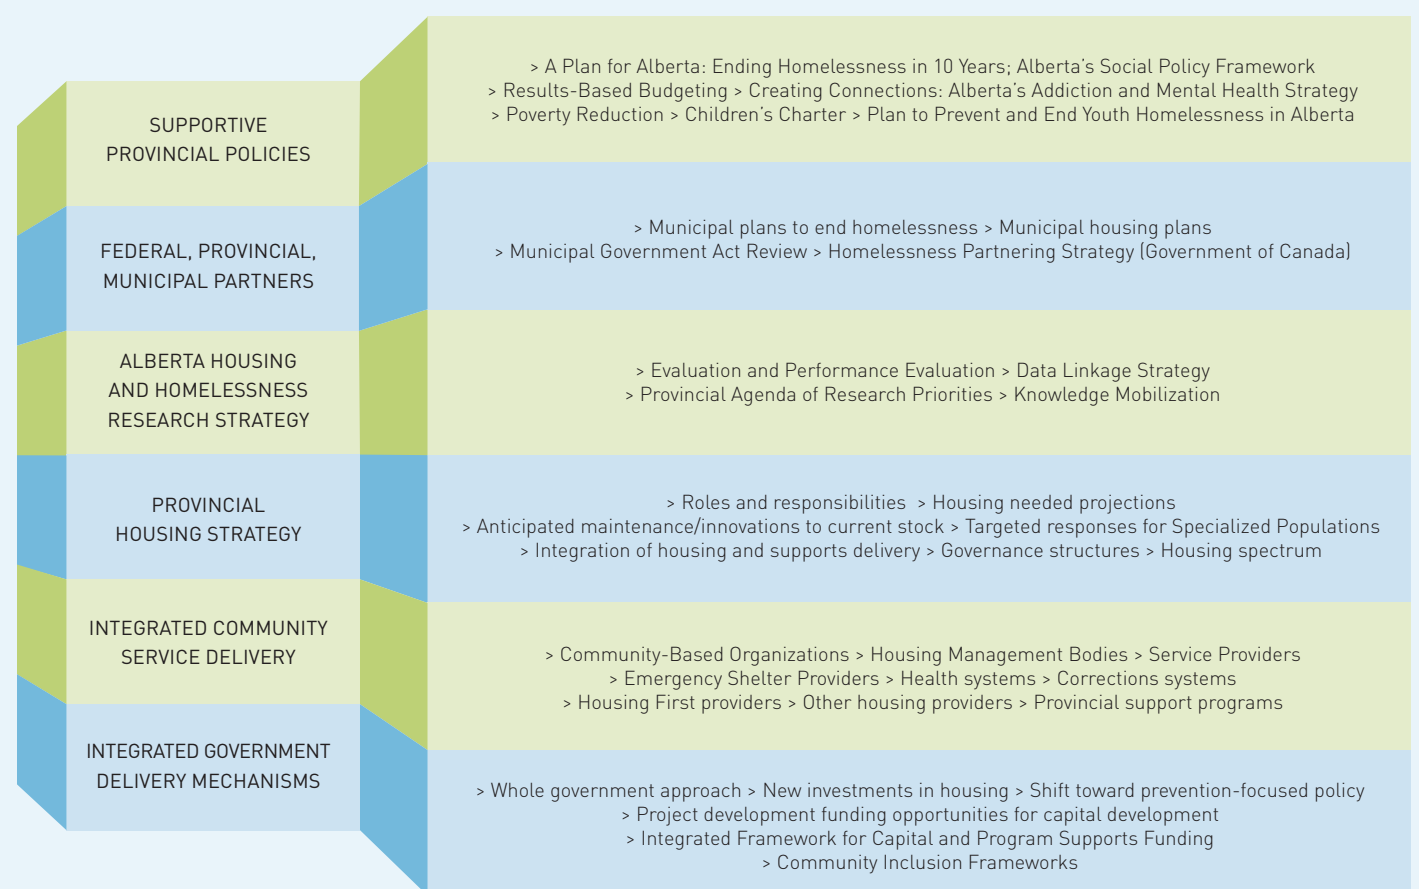 SUPPORTIVE
PROVINCIAL POLICIES
> A Plan for Alberta: Ending Homelessness in 10 Years; Alberta’s Social Policy Framework
> Results-Based Budgeting > Creating Connections: Alberta’s Addiction and Mental Health Strategy
> Poverty Reduction > Children’s Charter > Plan to Prevent and End Youth Homelessness in Alberta
FEDERAL, PROVINCIAL,
MUNICIPAL PARTNERS
> Municipal plans to end homelessness > Municipal housing plans
> Municipal Government Act Review > Homelessness Partnering Strategy (Government of Canada)
ALBERTA HOUSING
AND HOMELESSNESS
RESEARCH STRATEGY
> Evaluation and Performance Evaluation > Data Linkage Strategy
> Provincial Agenda of Research Priorities > Knowledge Mobilization
PROVINCIAL
HOUSING STRATEGY
> Roles and responsibilities > Housing needed projections
> Anticipated maintenance/innovations to current stock > Targeted responses for Specialized Populations
> Integration of housing and supports delivery > Governance structures > Housing spectrum
INTEGRATED COMMUNITY
SERVICE DELIVERY
> Community-Based Organizations > Housing Management Bodies > Service Providers
> Emergency Shelter Providers > Health systems > Corrections systems
> Housing First providers > Other housing providers > Provincial support programs
INTEGRATED GOVERNMENT
DELIVERY MECHANISMS
> Whole government approach > New investments in housing > Shift toward prevention-focused policy
> Project development funding opportunities for capital development
> Integrated Framework for Capital and Program Supports Funding
> Community Inclusion Frameworks